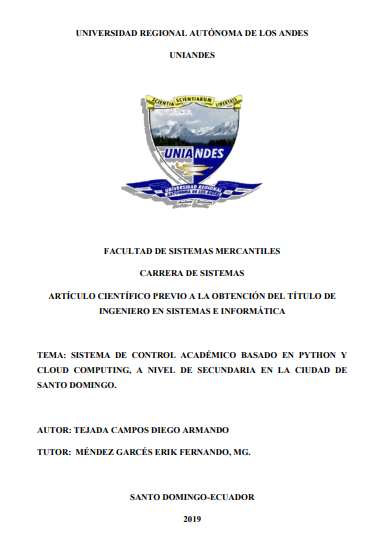 UNIVERSIDAD REGIONAL AUTÓNOMA DE LOS ANDES
UNIANDES
SCIENTIA SCIENTIARUM LIBERTATE
UNIANDES
UNIVERSIDAD REGIONAL
AUTÓNOMA DE LOS ANDES
FACULTAD DE SISTEMAS MERCANTILES
CARRERA DE SISTEMAS
ARTÍCULO CIENTÍFICO PREVIO A LA OBTENCIÓN DEL TÍTULO DE
INGENIERO EN SISTEMAS E INFORMÁTICA
TEMA: SISTEMA DE CONTROL ACADÉMICO BASADO EN PYTHON Y
CLOUD COMPUTING, A NIVEL DE SECUNDARIA EN LA CIUDAD DE
SANTO DOMINGO.
AUTOR: TEJADA CAMPOS DIEGO ARMANDO
TUTOR: MÉNDEZ GARCÉS ERIK FERNANDO, MG.
SANTO DOMINGO-ECUADOR
2019